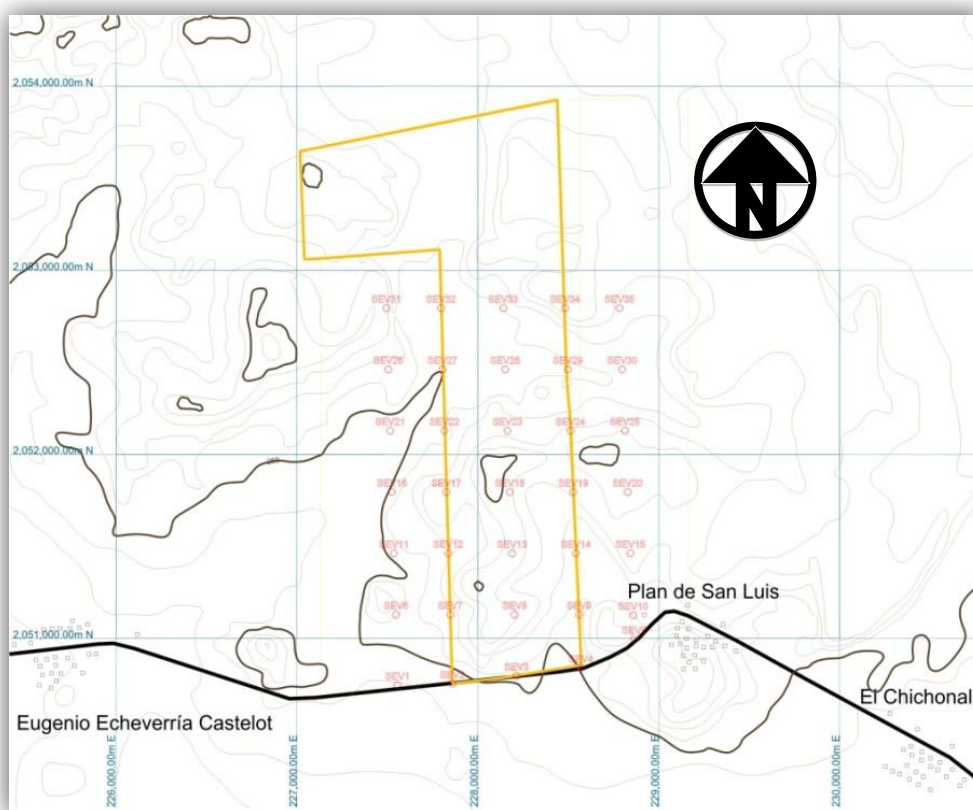 2,054,000.00m N
N
2,053,000.00m N
SEV31 SEV32 SEV33 SEV34 SEV35
SEV26 SEV27 SEV28 SEV29 SEV30
SEV21 SEV22 SEV23 SEV24 SEV25
2,052,000.00m N
SEV16 SEV17 SEV18 SEV19 SEV20
SEV11 SEV12 SEV13 SEV14 SEV15
Plan de San Luis
SEV6 SEV7 SEV8 SEV9 SEV10
2,051,000.00m N
SEV3
SEV1
El Chichonal
Eugenio Echeverría Castelot
226,000.00m E
227,000.00m E
228,000.00m E
229,000.00m E
230,000.00m E